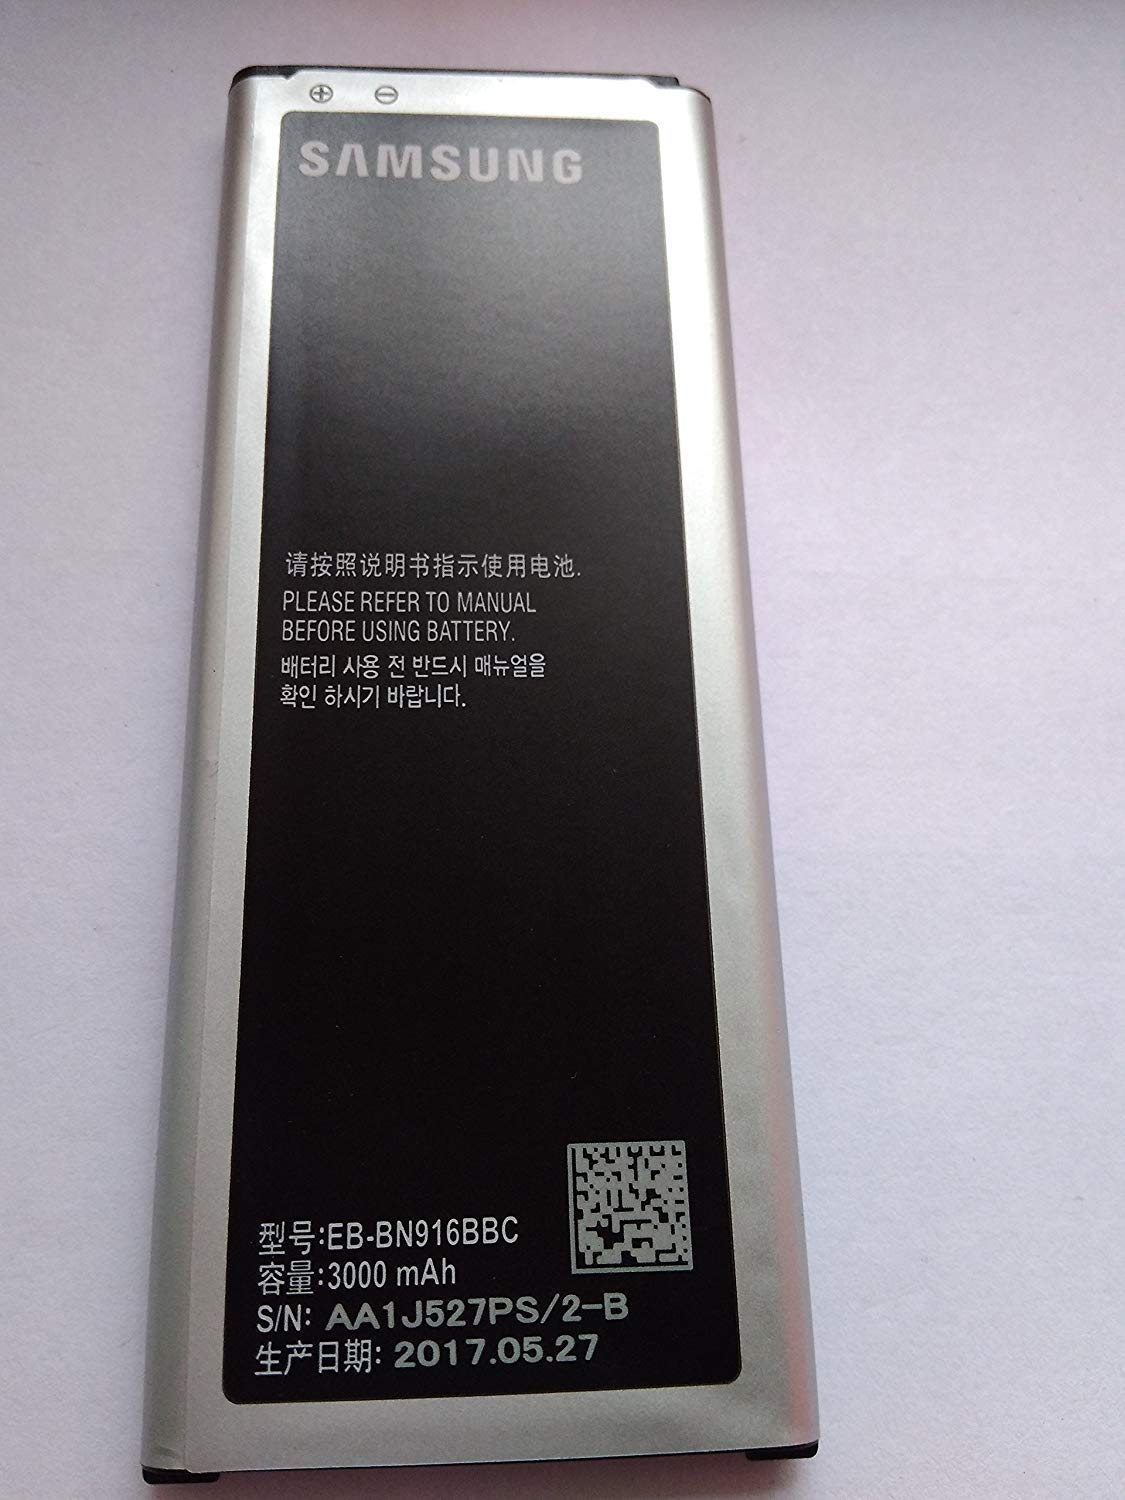 ⊕ ⊖
SAMSUNG
请按照说明书指示使用电池.
PLEASE REFER TO MANUAL
BEFORE USING BATTERY.
배터리 사용 전 반드시 매뉴얼을
확인 하시기 바랍니다.
型号:EB-BN916BBC
容量:3000 mAh
S/N: AA1J527PS/2-B
生产日期: 2017.05.27